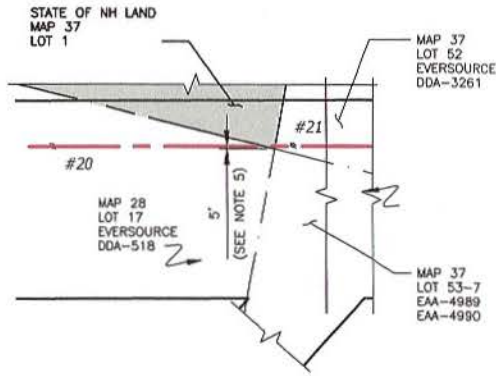 STATE OF NH LAND
MAP 37
LOT 1
MAP 37
LOT 52
EVERSOURCE
DDA-3261
#21
#20
5'
(SEE NOTE 5)
MAP 28
LOT 17
EVERSOURCE
DDA-518
MAP 37
LOT 53-7
EAA-4989
EAA-4990